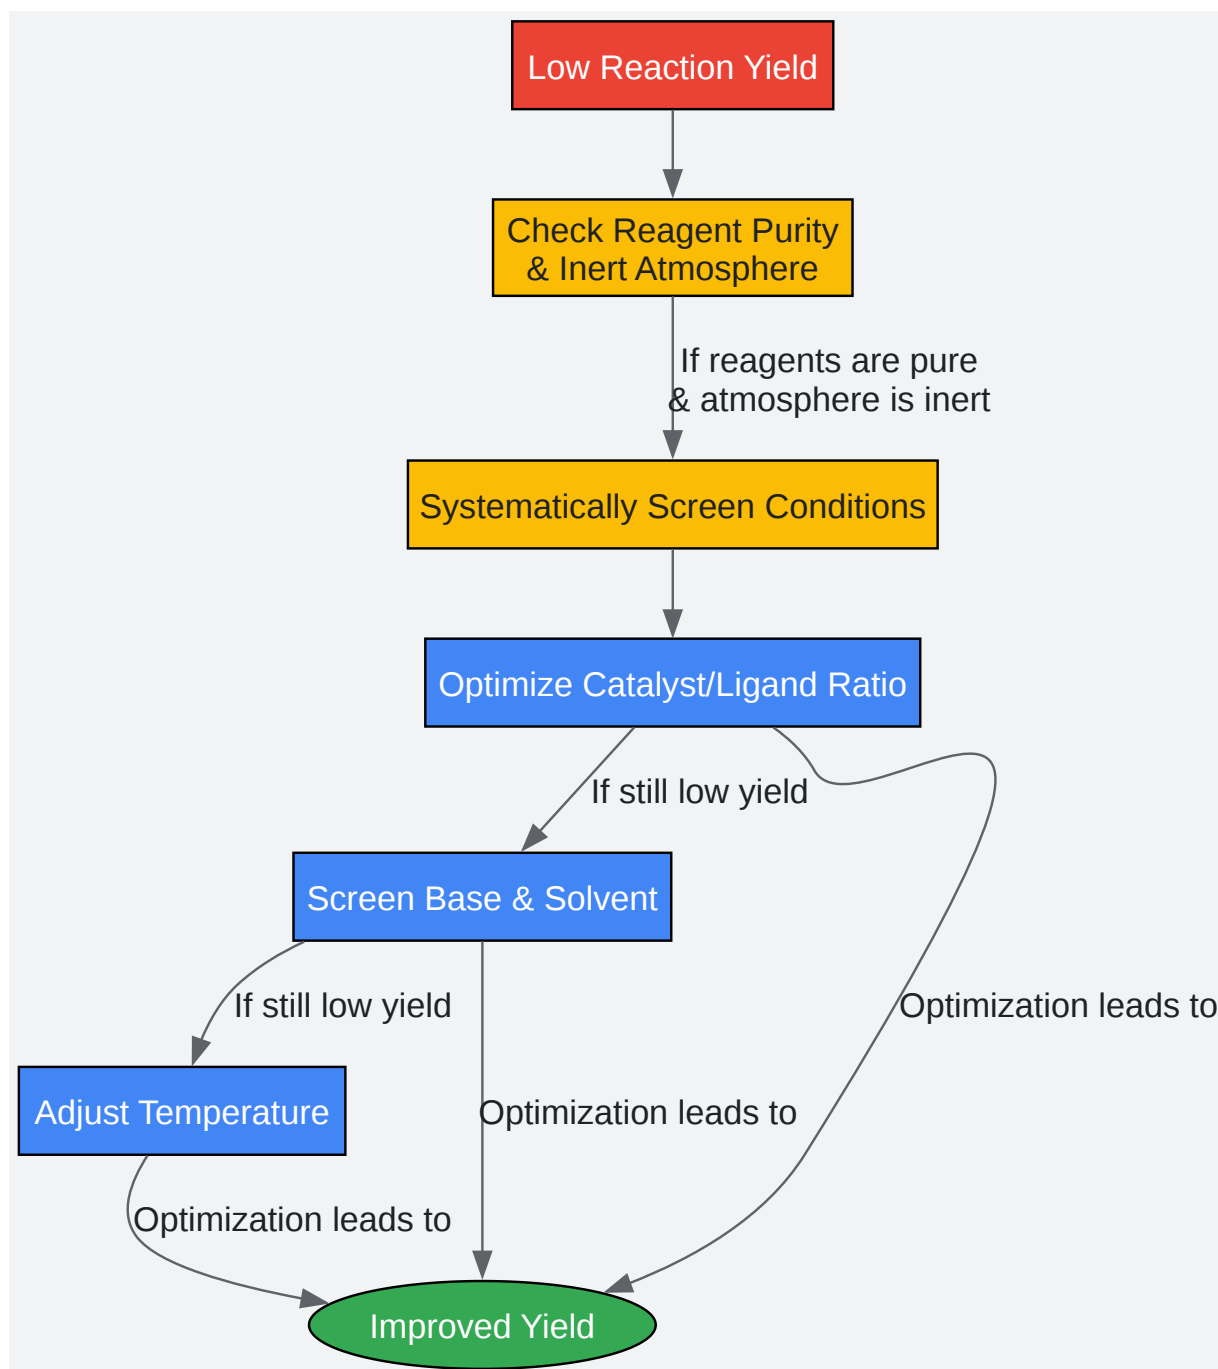 Low Reaction Yield
Check Reagent Purity
& Inert Atmosphere
If reagents are pure
& atmosphere is inert
Systematically Screen Conditions
Optimize Catalyst/Ligand Ratio
If still low yield
Screen Base & Solvent
If still low yield
Optimization leads to
Adjust Temperature
Optimization leads to
Optimization leads to
Improved Yield